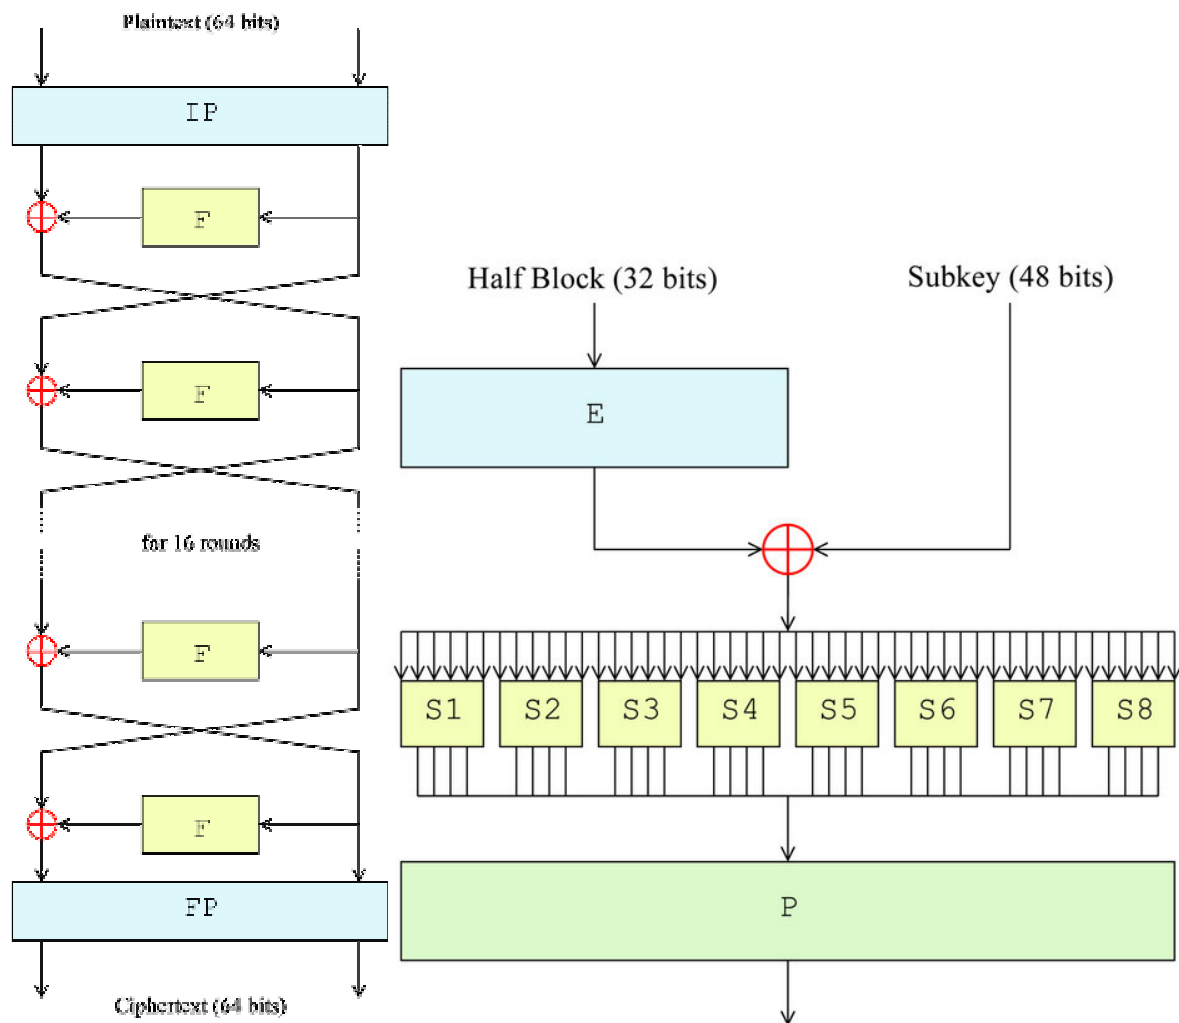 Plaintext (64 bits)
IP
F
F
for 16 rounds
F
F
FP
Ciphertext (64 bits)
Half Block (32 bits)
Subkey (48 bits)
E
S1 S2 S3 S4 S5 S6 S7 S8
P